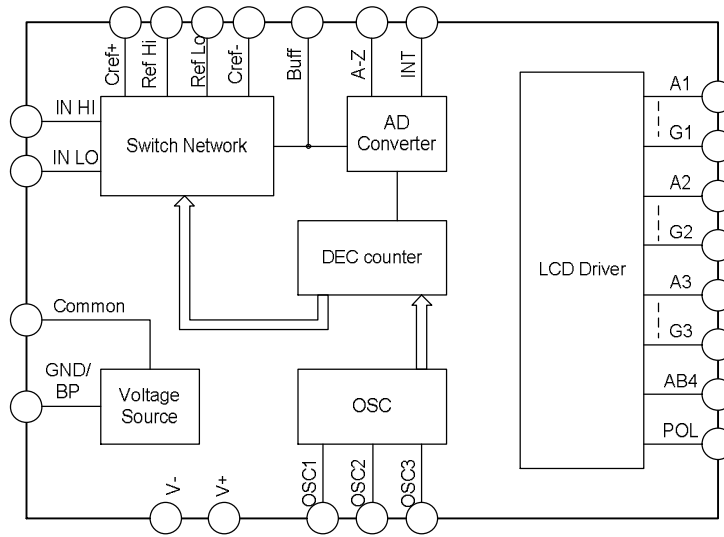 Cref+
Ref Hi
Ref Lo
Cref-
Buff
A-Z
INT
IN HI
IN LO
Switch Network
AD
Converter
DEC counter
LCD Driver
A1
G1
A2
G2
A3
G3
AB4
POL
Common
GND/
BP
Voltage
Source
OSC
V-
V+
OSC1
OSC2
OSC3